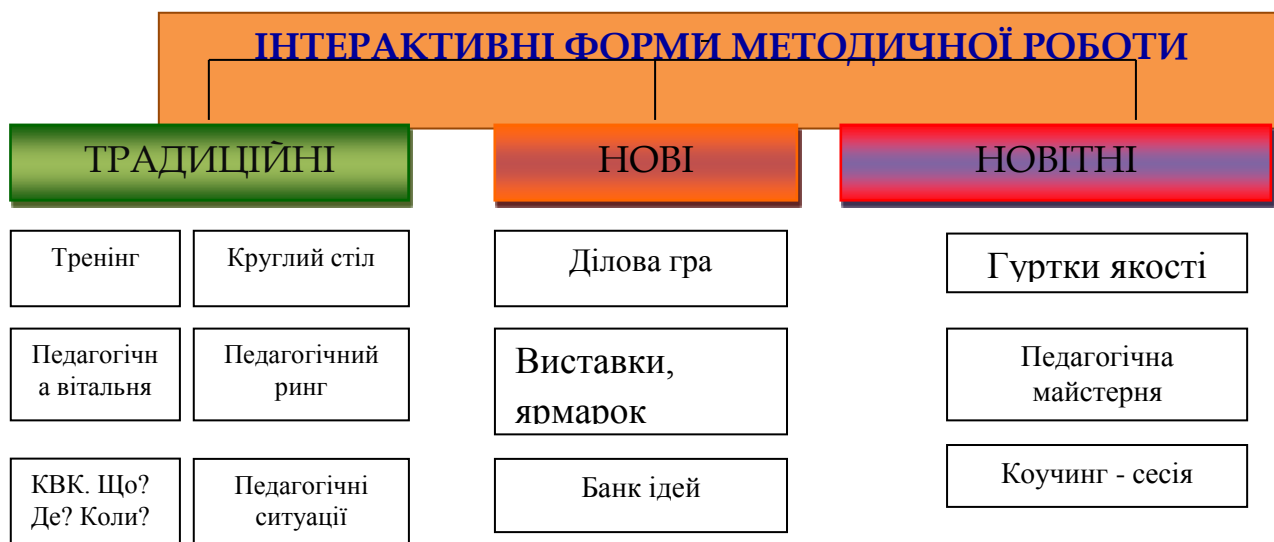 ІНТЕРАКТИВНІ ФОРМИ МЕТОДИЧНОЇ РОБОТИ
ТРАДИЦІЙНІ
НОВІ
НОВІТНІ
Тренінг
Круглий стіл
Ділова гра
Гуртки якості
Педагогічн
а вітальня
Педагогічний
ринг
Виставки,
ярмарок
Педагогічна
майстерня
КВК. Що?
Де? Коли?
Педагогічні
ситуації
Банк ідей
Коучинг - сесія